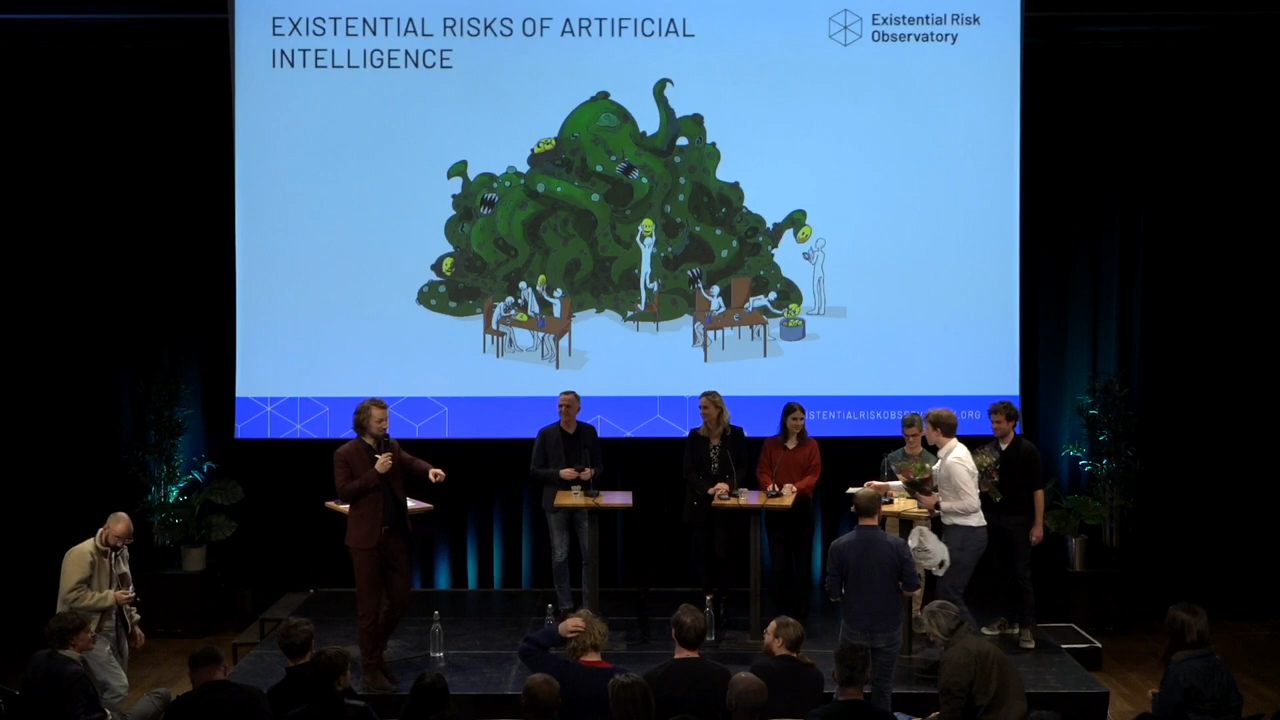 EXISTENTIAL RISKS OF ARTIFICIAL
INTELLIGENCE
Existential Risk
Observatory